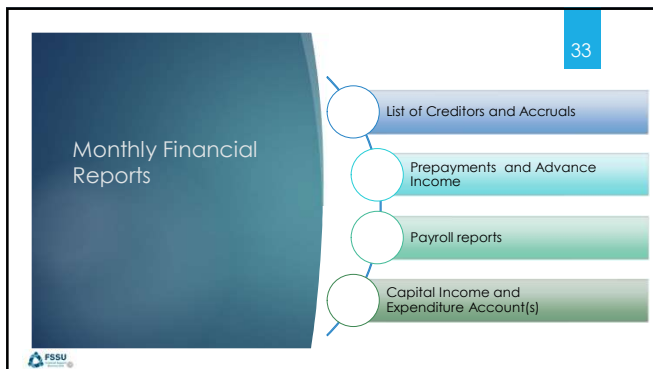 33
Monthly Financial
Reports
List of Creditors and Accruals
Prepayments and Advance
Income
Payroll reports
Capital Income and
Expenditure Account(s)
FSSU